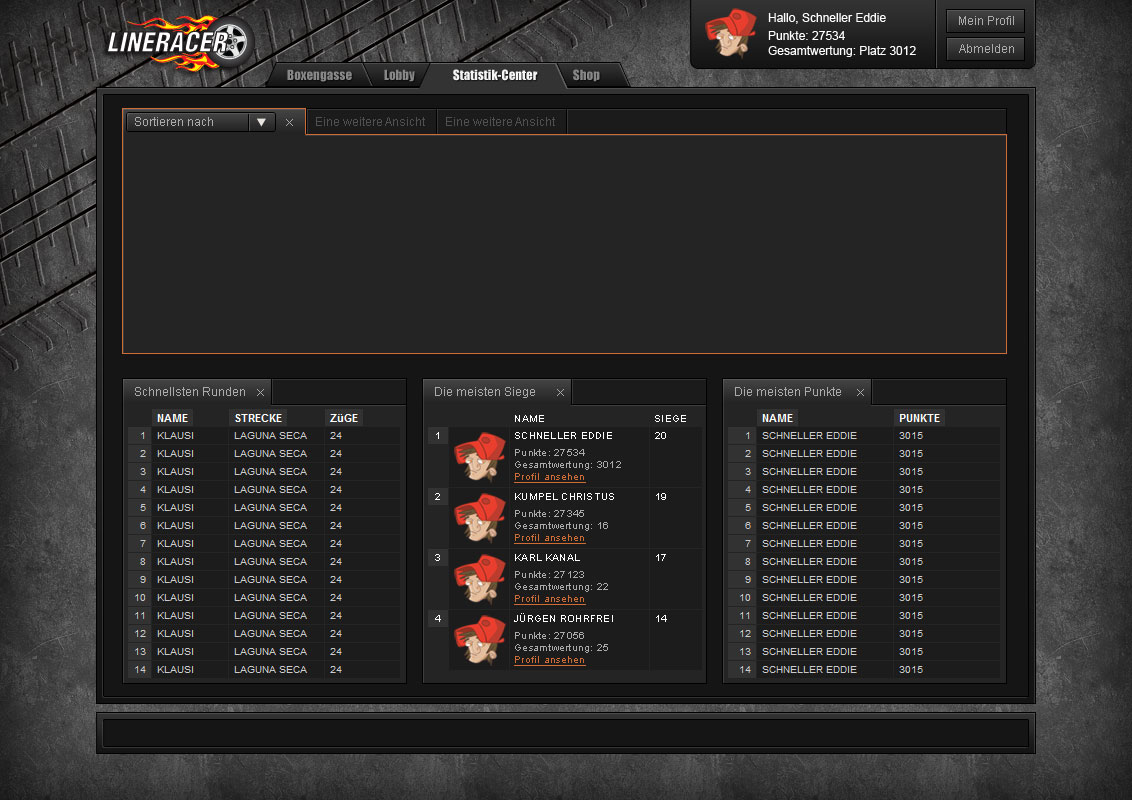 LINERACER
Hallo, Schneller Eddie
Punkte: 27534
Gesamtwertung: Platz 3012
Mein Profil
Abmelden
Boxengasse Lobby Statistik-Center Shop
Sortieren nach Eine weitere Ansicht Eine weitere Ansicht
Schnellsten Runden
NAME STRECKE ZüGE
1 KLAUSI LAGUNA SECA 24
2 KLAUSI LAGUNA SECA 24
3 KLAUSI LAGUNA SECA 24
4 KLAUSI LAGUNA SECA 24
5 KLAUSI LAGUNA SECA 24
6 KLAUSI LAGUNA SECA 24
7 KLAUSI LAGUNA SECA 24
8 KLAUSI LAGUNA SECA 24
9 KLAUSI LAGUNA SECA 24
10 KLAUSI LAGUNA SECA 24
11 KLAUSI LAGUNA SECA 24
12 KLAUSI LAGUNA SECA 24
13 KLAUSI LAGUNA SECA 24
14 KLAUSI LAGUNA SECA 24
Die meisten Siege
NAME SIEGE
1 SCHNELLER EDDIE 20
Punkte: 27534
Gesamtwertung: 3012
Profil ansehen
2 KUMPEL CHRISTUS 19
Punkte: 27345
Gesamtwertung: 16
Profil ansehen
3 KARL KANAL 17
Punkte: 27123
Gesamtwertung: 22
Profil ansehen
4 JÜRGEN ROHRFREI 14
Punkte: 27056
Gesamtwertung: 25
Profil ansehen
Die meisten Punkte
NAME PUNKTE
1 SCHNELLER EDDIE 3015
2 SCHNELLER EDDIE 3015
3 SCHNELLER EDDIE 3015
4 SCHNELLER EDDIE 3015
5 SCHNELLER EDDIE 3015
6 SCHNELLER EDDIE 3015
7 SCHNELLER EDDIE 3015
8 SCHNELLER EDDIE 3015
9 SCHNELLER EDDIE 3015
10 SCHNELLER EDDIE 3015
11 SCHNELLER EDDIE 3015
12 SCHNELLER EDDIE 3015
13 SCHNELLER EDDIE 3015
14 SCHNELLER EDDIE 3015